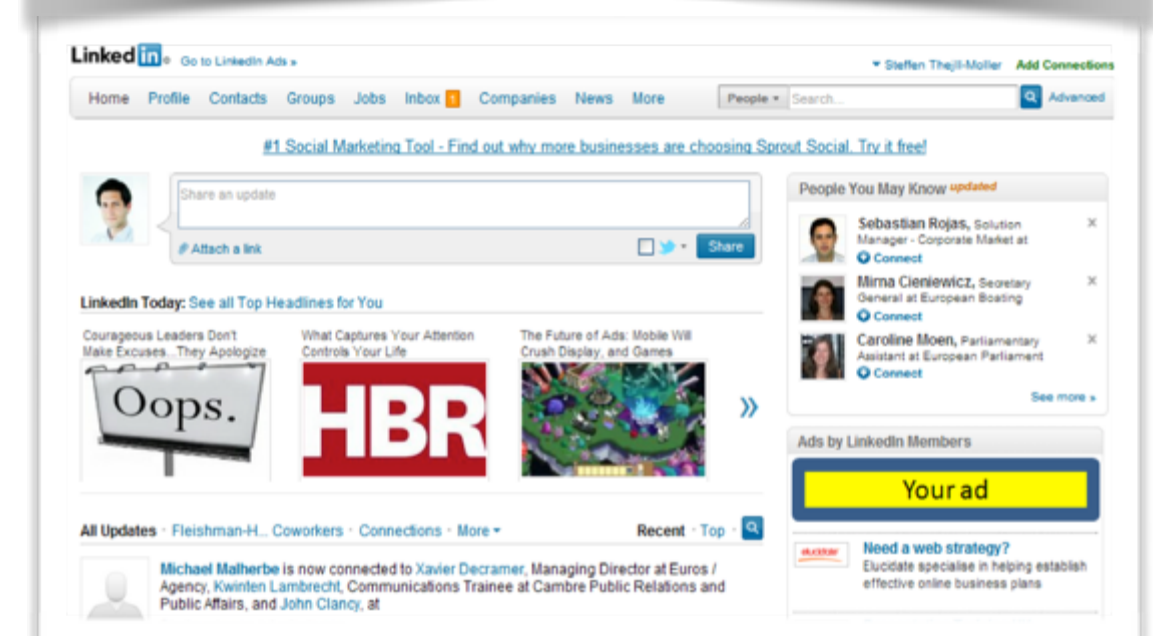 Linked in Go to LinkedIn Ads »
Steffen Thejll-Moller Add Connections
Home Profile Contacts Groups Jobs Inbox 1 Companies News More People Search... Advanced
#1 Social Marketing Tool - Find out why more businesses are choosing Sprout Social. Try it free!
Share an update
Attach a link Share
LinkedIn Today: See all Top Headlines for You
Courageous Leaders Don't
Make Excuses...They Apologize
Oops.
What Captures Your Attention
Controls Your Life
HBR
The Future of Ads: Mobile Will
Crush Display, and Games
»
All Updates · Fleishman-H... Coworkers · Connections · More Recent · Top
Michael Malherbe is now connected to Xavier Decramer, Managing Director at Euros /
Agency, Kwinten Lambrecht, Communications Trainee at Cambre Public Relations and
Public Affairs, and John Clancy, at
People You May Know updated
Sebastian Rojas, Solution
Manager - Corporate Market at
Connect
Mirna Cieniewicz, Secretary
General at European Boating
Connect
Caroline Moen, Parliamentary
Assistant at European Parliament
Connect
See more »
Ads by LinkedIn Members
Your ad
elucidate
Need a web strategy?
Elucidate specialise in helping establish
effective online business plans